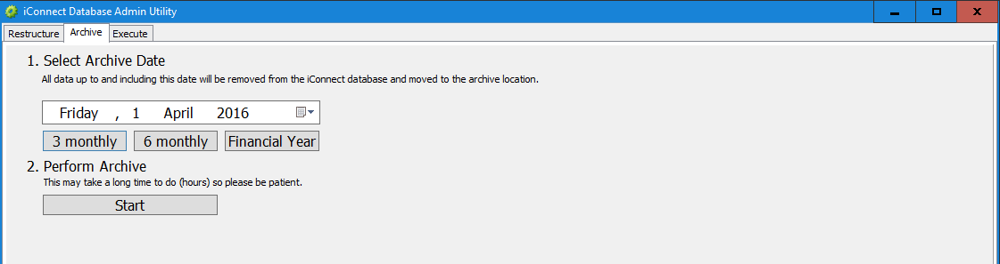 iConnect Database Admin Utility
Restructure Archive Execute
1. Select Archive Date
All data up to and including this date will be removed from the iConnect database and moved to the archive location.
Friday , 1 April 2016
3 monthly 6 monthly Financial Year
2. Perform Archive
This may take a long time to do (hours) so please be patient.
Start